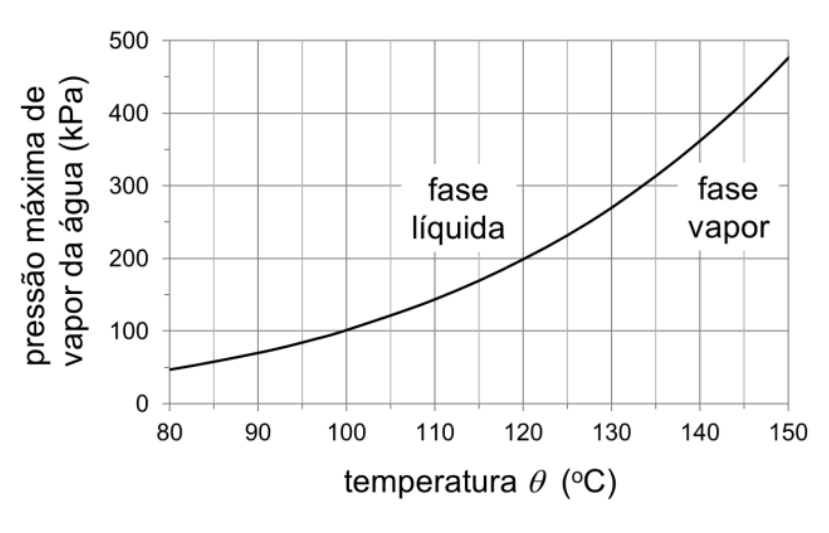 500
400
300
200
100
0
pressão máxima de
vapor da água (kPa)
fase
líquida
fase
vapor
80 90 100 110 120 130 140 150
temperatura θ (ºC)